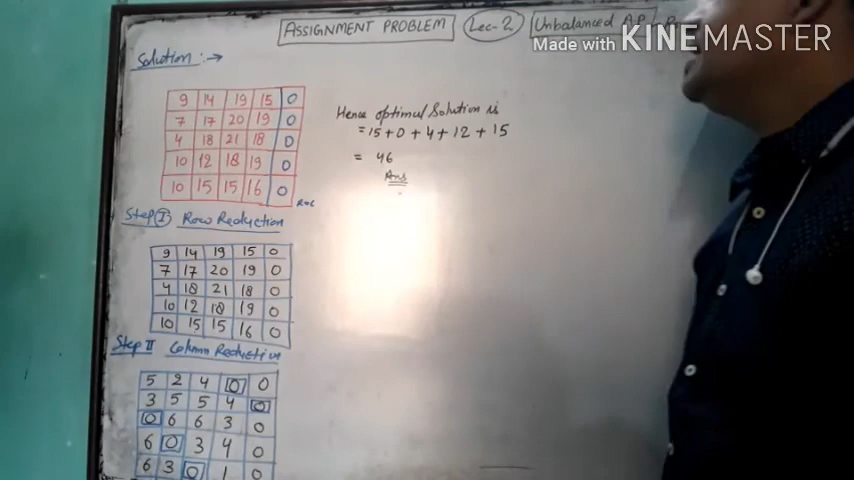 ASSIGNMENT PROBLEM Lec-2 Unbalanced A.P
Made with KINEMASTER
Solution :→
9 14 19 15 0
7 17 20 19 0
4 18 21 18 0
10 12 18 19 0
10 15 15 16 0
R=C
Hence optimal Solution is
= 15 + 0 + 4 + 12 + 15
= 46
Ans
Step I Row Reduction
9 14 19 15 0
7 17 20 19 0
4 18 21 18 0
10 12 18 19 0
10 15 15 16 0
Step II Column Reduction
5 2 4 0 0
3 5 5 4 0
0 6 6 3 0
6 0 3 4 0
6 3 0 1 0